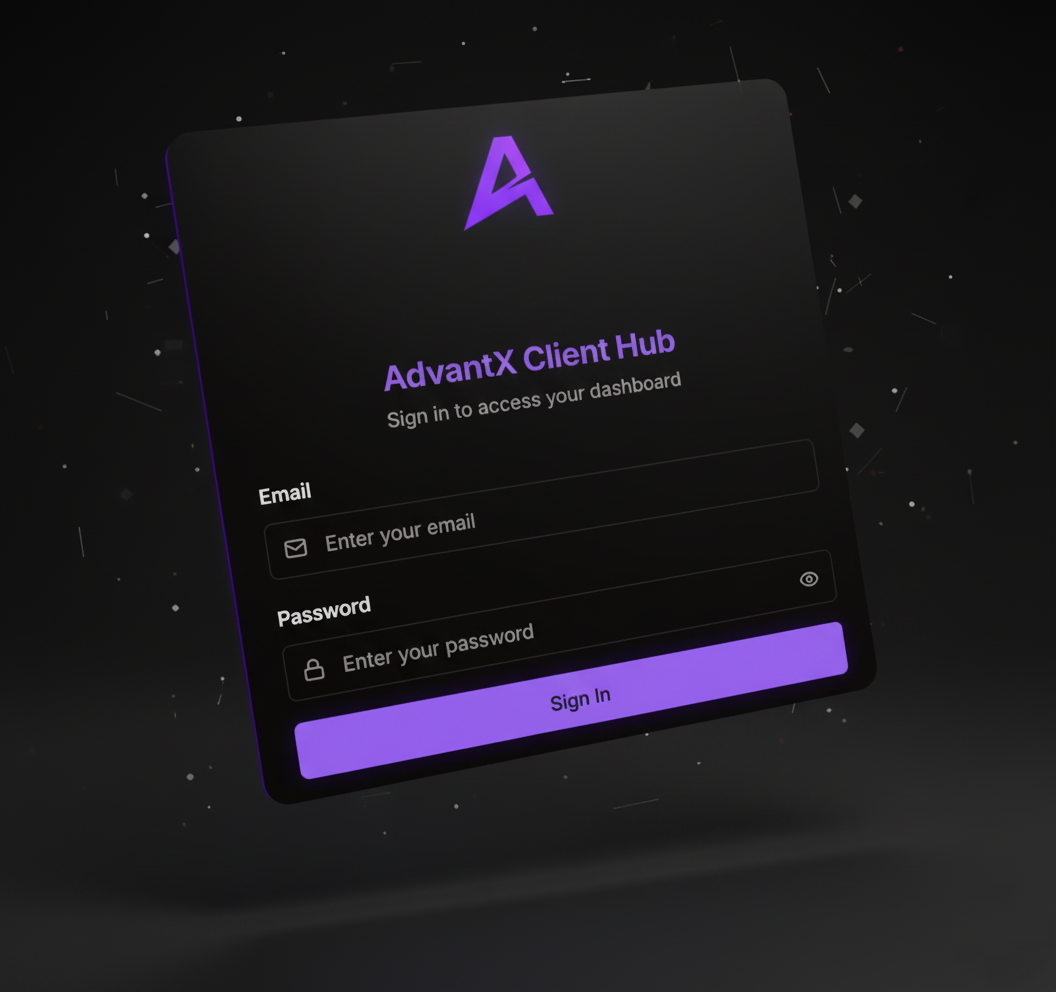 AdvantX Client Hub
Sign in to access your dashboard
Email
Enter your email
Password
Enter your password
Sign In